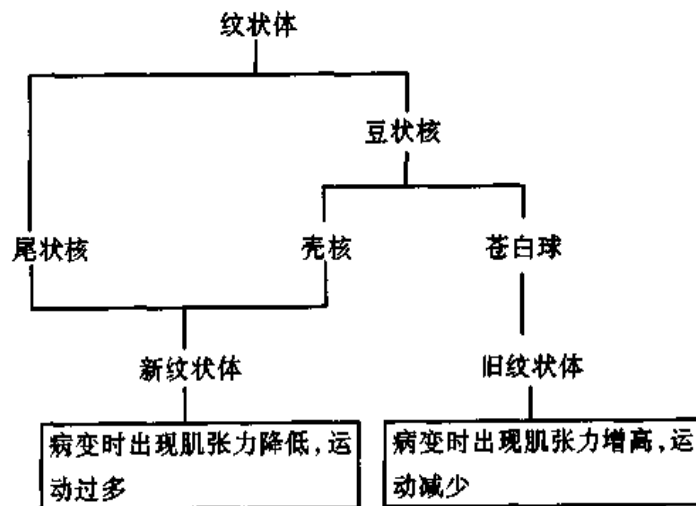 纹状体
豆状核
尾状核
壳核
苍白球
新纹状体
旧纹状体
病变时出现肌张力降低,运
动过多
病变时出现肌张力增高,运
动减少